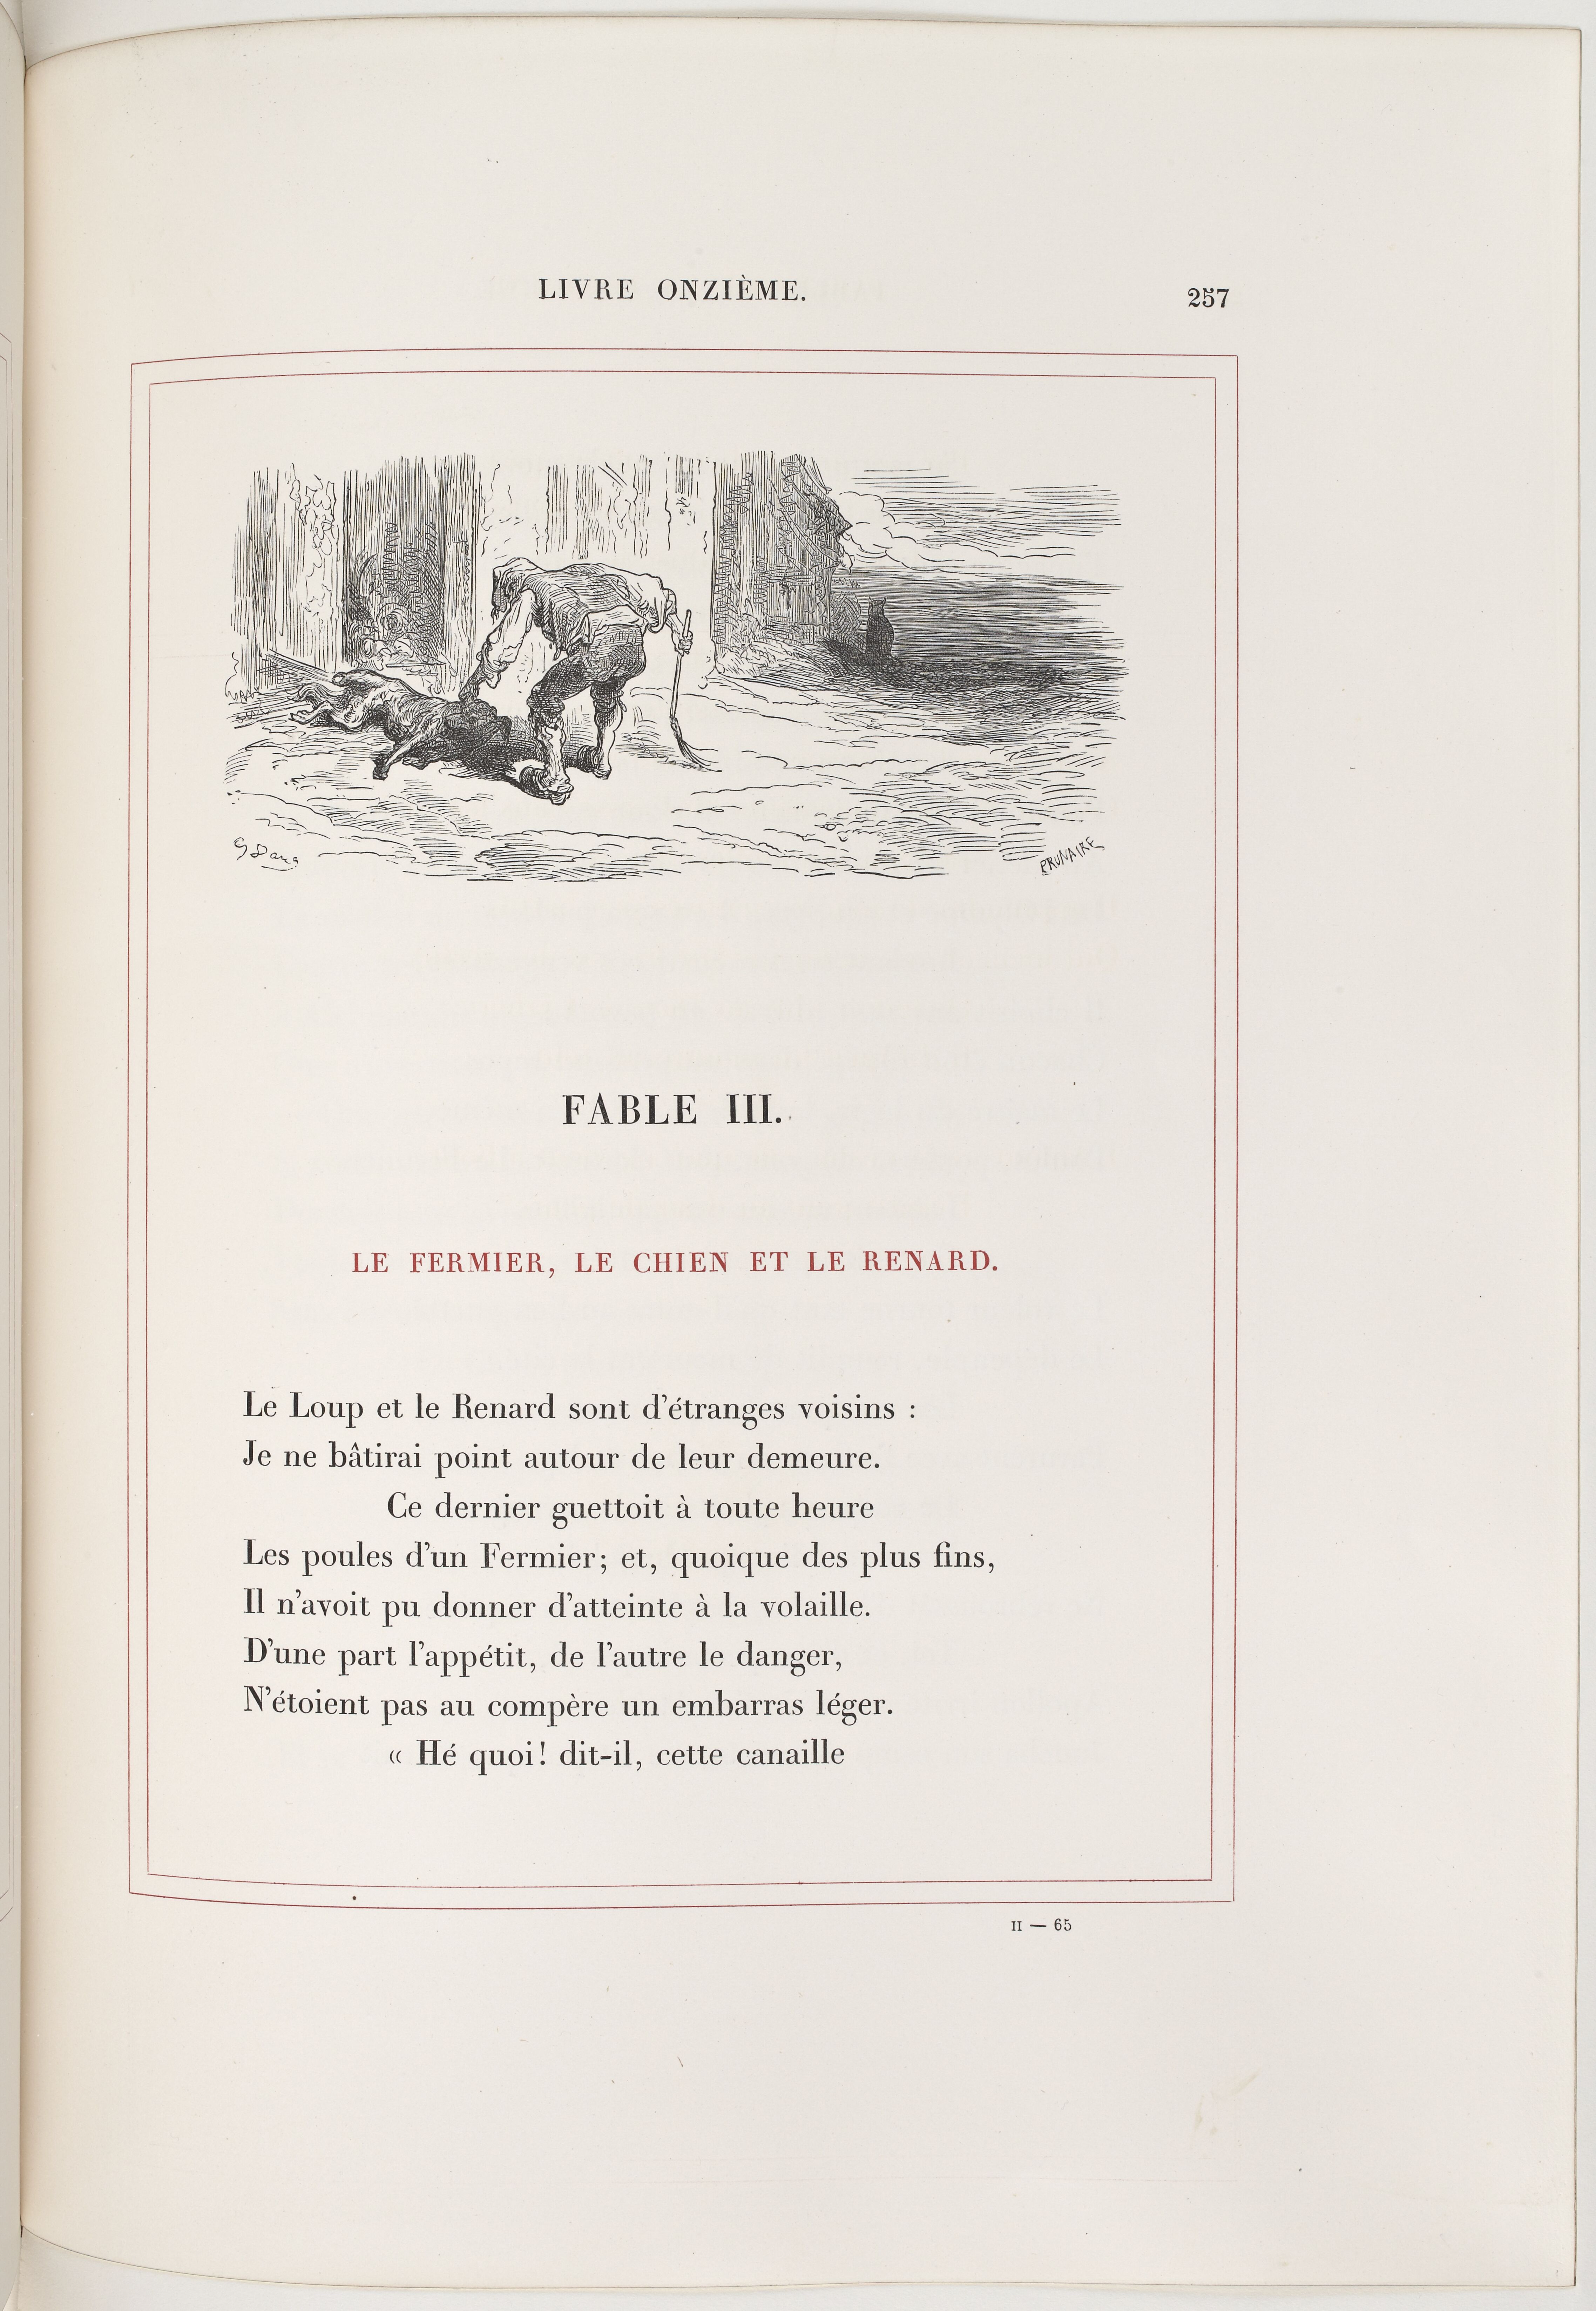 LIVRE ONZIÈME.
257
G Doré
PRUNAIRE
FABLE III.
LE FERMIER, LE CHIEN ET LE RENARD.
Le Loup et le Renard sont d'étranges voisins :
Je ne bâtirai point autour de leur demeure.
Ce dernier guettoit à toute heure
Les poules d'un Fermier; et, quoique des plus fins,
Il n'avoit pu donner d'atteinte à la volaille.
D'une part l'appétit, de l'autre le danger,
N'étoient pas au compère un embarras léger.
« Hé quoi! dit-il, cette canaille
II — 65